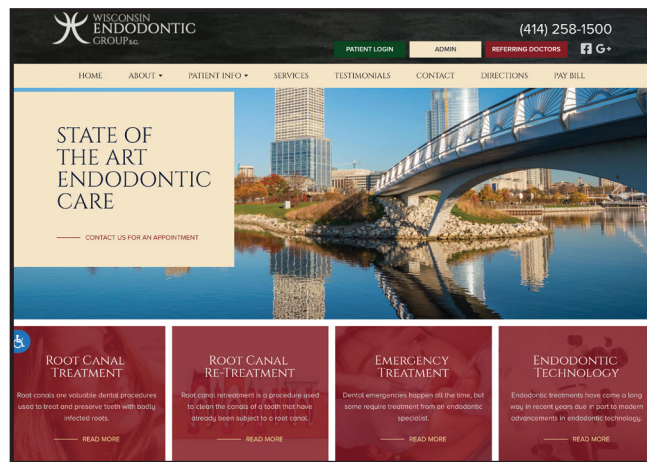 WISCONSIN
ENDODONTIC
GROUP S.C.
(414) 258-1500
PATIENT LOGIN
ADMIN
REFERRING DOCTORS
G+
HOME
ABOUT
PATIENT INFO
SERVICES
TESTIMONIALS
CONTACT
DIRECTIONS
PAY BILL
STATE OF
THE ART
ENDODONTIC
CARE
CONTACT US FOR AN APPOINTMENT
ROOT CANAL
TREATMENT
Root canals are valuable dental procedures
used to treat and preserve teeth with badly
infected roots.
READ MORE
ROOT CANAL
RE-TREATMENT
Root canal retreatment is a procedure used
to clean the canals of a tooth that have
already been subject to a root canal.
READ MORE
EMERGENCY
TREATMENT
Dental emergencies happen all the time, but
some require treatment from an endodontic
specialist.
READ MORE
ENDODONTIC
TECHNOLOGY
Endodontic treatments have come a long
way in recent years due in part to modern
advancements in endodontic technology.
READ MORE